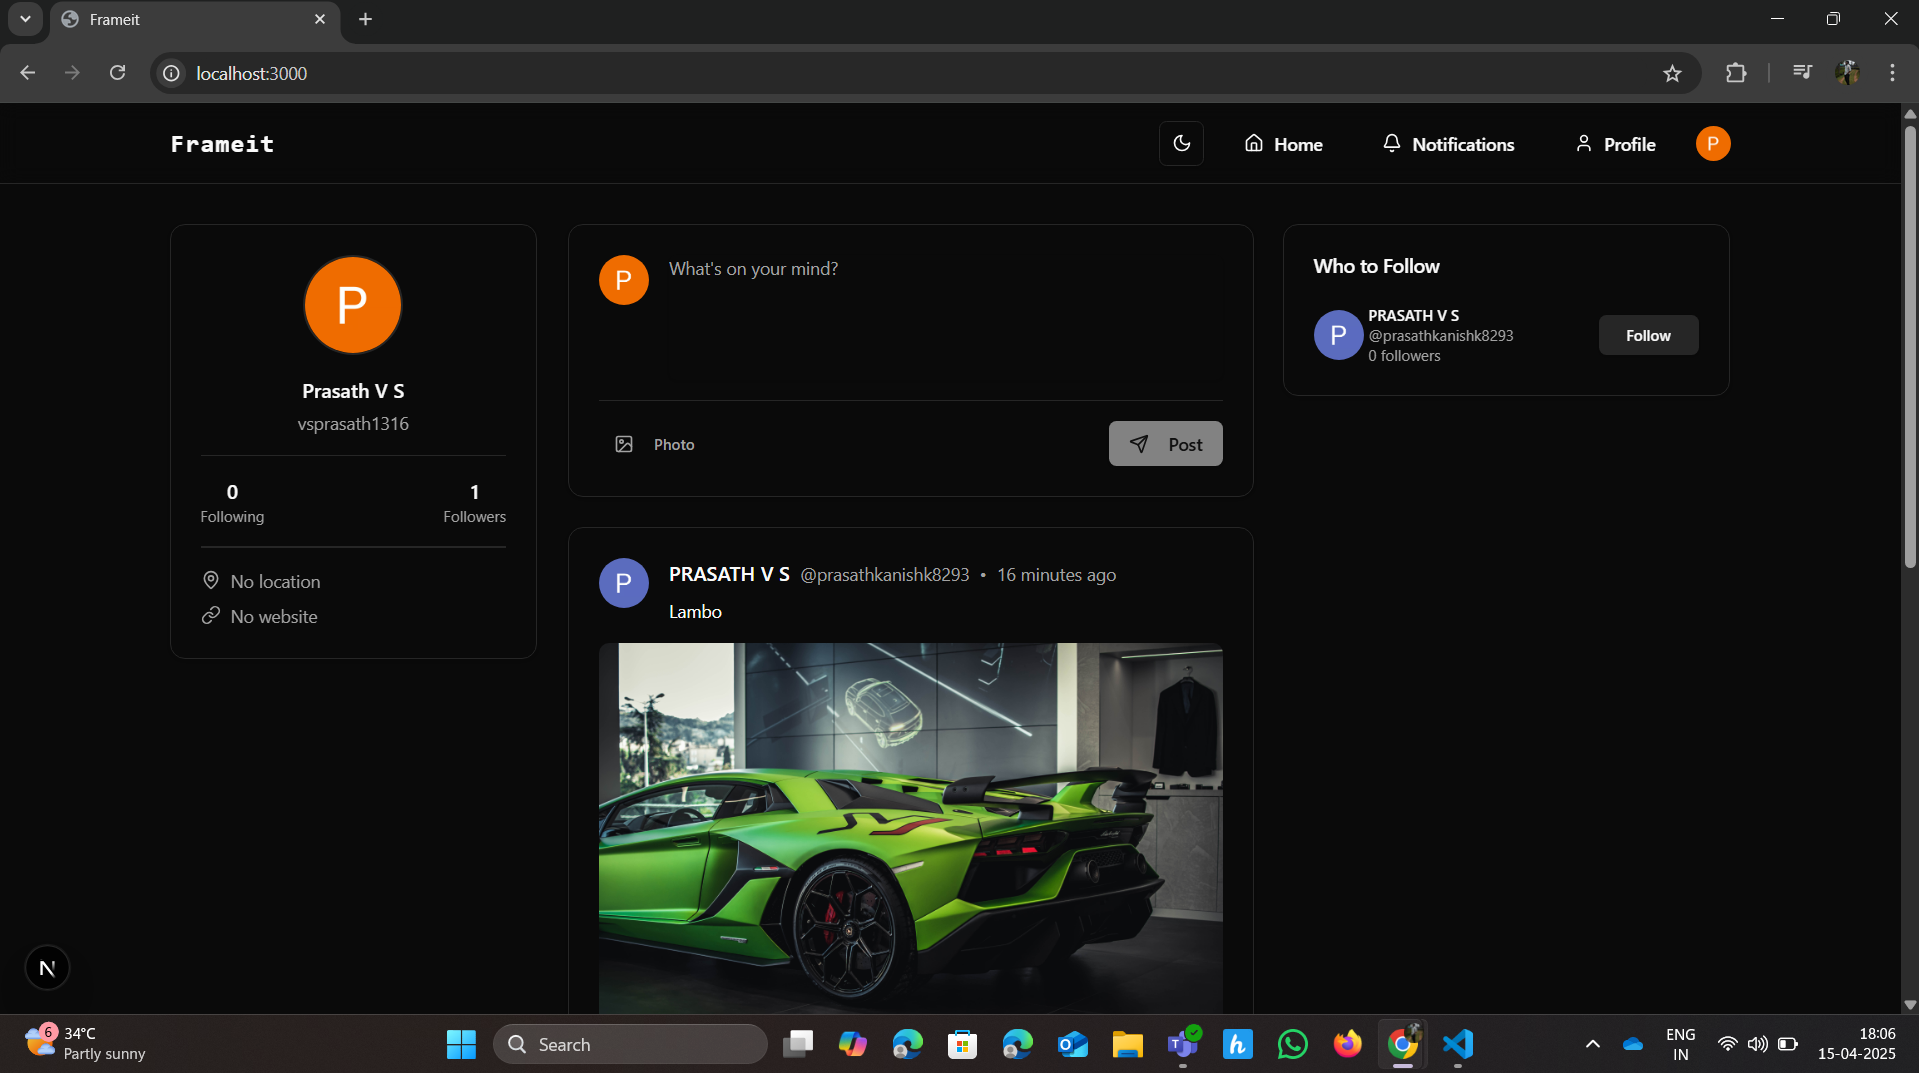 Frameit
localhost:3000
Frameit
Home
Notifications
Profile
P
P
Prasath V S
vsprasath1316
0
Following
1
Followers
No location
No website
P
What's on your mind?
Photo
Post
P
PRASATH V S @prasathkanishk8293 • 16 minutes ago
Lambo
Who to Follow
P
PRASATH V S
@prasathkanishk8293
0 followers
Follow
N
6
34°C
Partly sunny
Search
ENG
IN
18:06
15-04-2025